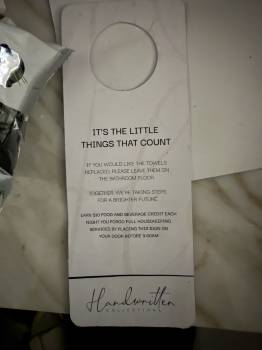 IT'S THE LITTLE
THINGS THAT COUNT
IF YOU WOULD LIKE THE TOWELS
REPLACED, PLEASE LEAVE THEM ON
THE BATHROOM FLOOR.
TOGETHER, WE'RE TAKING STEPS
FOR A BRIGHTER FUTURE.
EARN $10 FOOD AND BEVERAGE CREDIT EACH
NIGHT YOU FORGO FULL HOUSEKEEPING
SERVICES BY PLACING THIS SIGN ON
YOUR DOOR BEFORE 9:00AM
Handwritten
COLLECTION